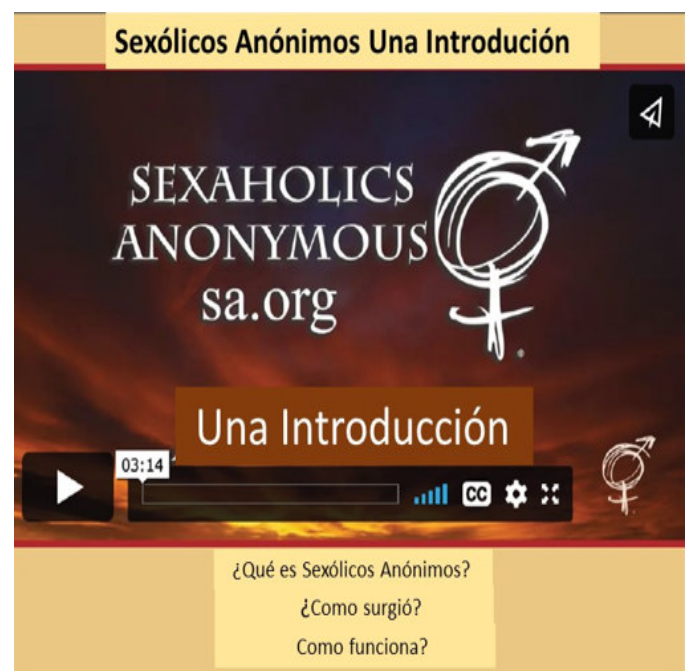 Sexólicos Anónimos Una Introdución
SEXAHOLICS
ANONYMOUS
sa.org
Una Introducción
03:14
CC
¿Qué es Sexólicos Anónimos?
¿Como surgió?
Como funciona?